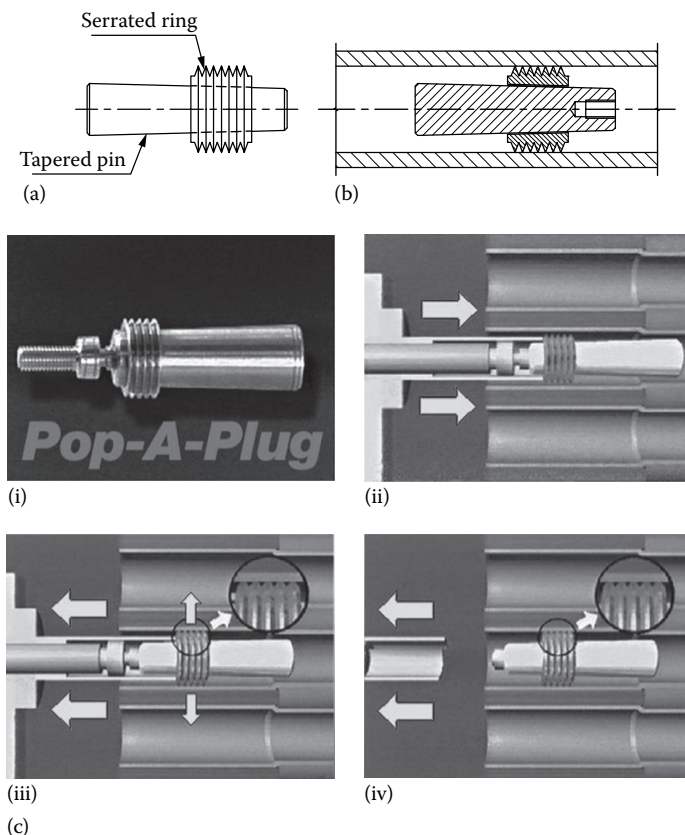 Serrated ring
Tapered pin
(a)
(b)
Pop-A-Plug
(i)
(ii)
(iii)
(iv)
(c)